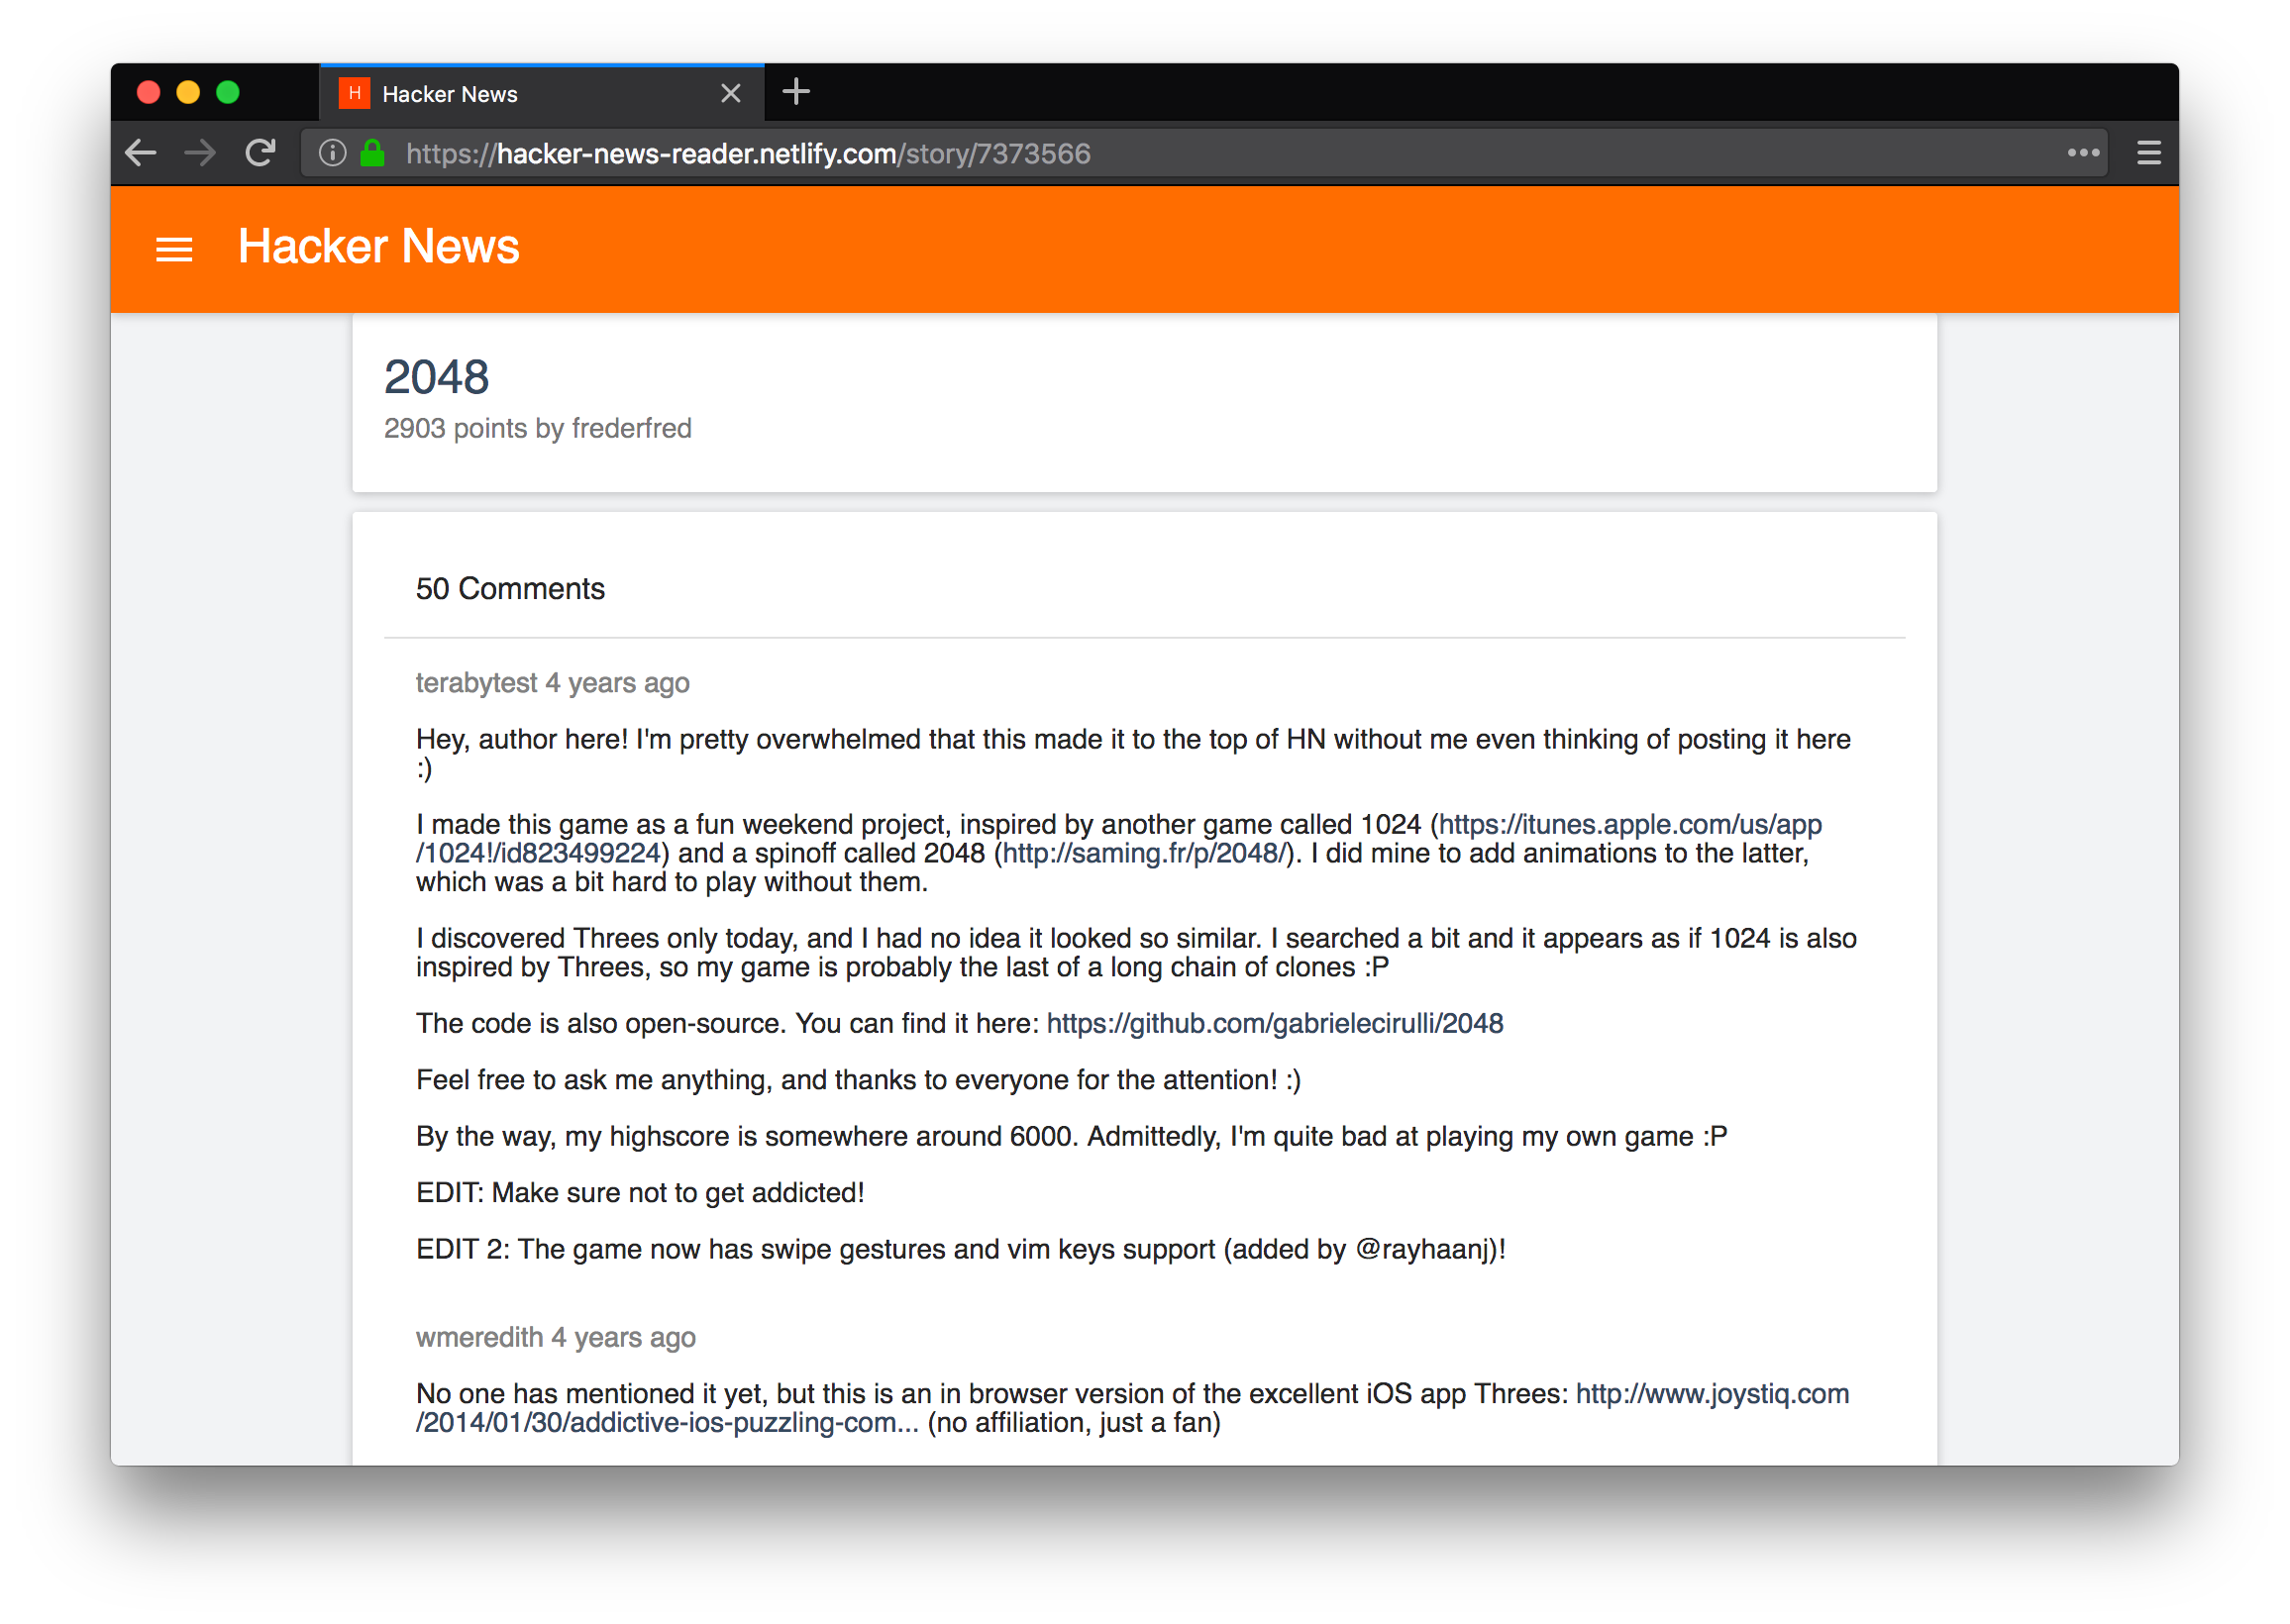 H Hacker News
https://hacker-news-reader.netlify.com/story/7373566
Hacker News
2048
2903 points by frederfred
50 Comments
terabytest 4 years ago
Hey, author here! I'm pretty overwhelmed that this made it to the top of HN without me even thinking of posting it here
:)
I made this game as a fun weekend project, inspired by another game called 1024 (https://itunes.apple.com/us/app
/1024!/id823499224) and a spinoff called 2048 (http://saming.fr/p/2048/). I did mine to add animations to the latter,
which was a bit hard to play without them.
I discovered Threes only today, and I had no idea it looked so similar. I searched a bit and it appears as if 1024 is also
inspired by Threes, so my game is probably the last of a long chain of clones :P
The code is also open-source. You can find it here: https://github.com/gabrielecirulli/2048
Feel free to ask me anything, and thanks to everyone for the attention! :)
By the way, my highscore is somewhere around 6000. Admittedly, I'm quite bad at playing my own game :P
EDIT: Make sure not to get addicted!
EDIT 2: The game now has swipe gestures and vim keys support (added by @rayhaanj)!
wmeredith 4 years ago
No one has mentioned it yet, but this is an in browser version of the excellent iOS app Threes: http://www.joystiq.com
/2014/01/30/addictive-ios-puzzling-com... (no affiliation, just a fan)